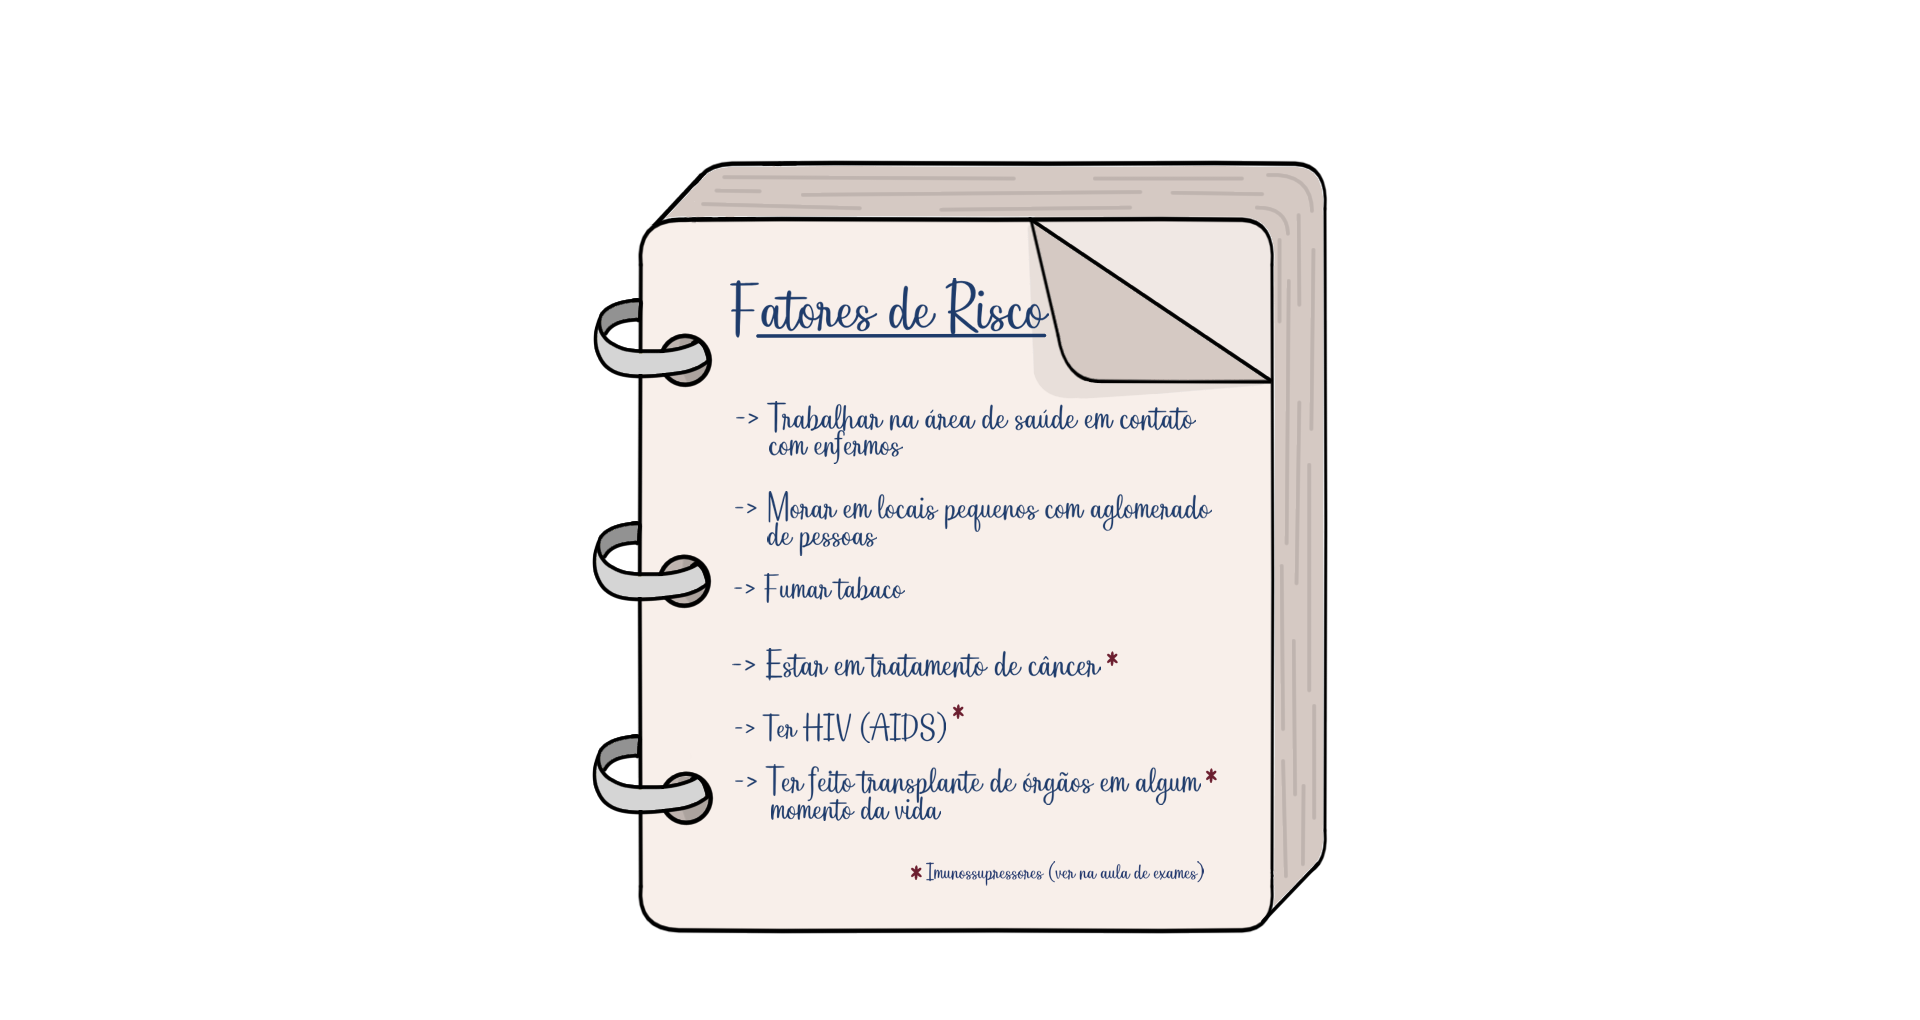 Fatores de Risco
-> Trabalhar na área de saúde em contato
com enfermos
-> Morar em locais pequenos com aglomerado
de pessoas
-> Fumar tabaco
-> Estar em tratamento de câncer *
-> Ter HIV (AIDS) *
-> Ter feito transplante de órgãos em algum *
momento da vida
* Imunossupressores (ver na aula de exames)